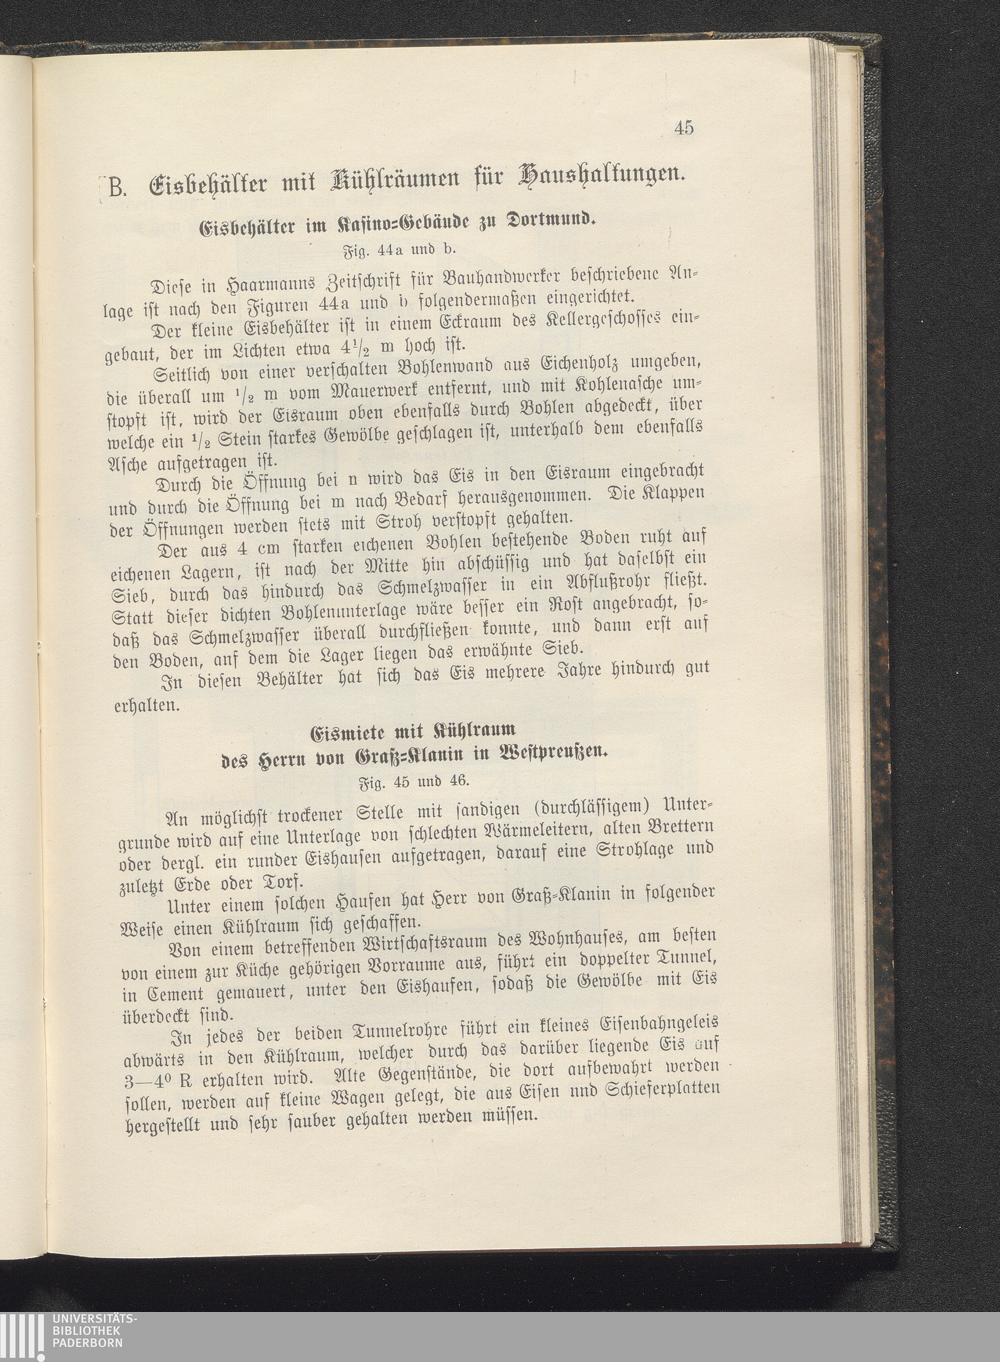 45
B. Eisbehälter mit Kühlräumen für Haushaltungen.
Eisbehälter im Kasino-Gebäude zu Dortmund.
Fig. 44a und b.
Diese in Haarmanns Zeitschrift für Bauhandwerker beschriebene An-
lage ist nach den Figuren 44a und b folgendermaßen eingerichtet.
Der kleine Eisbehälter ist in einem Eckraum des Kellergeschosses ein-
gebaut, der im Lichten etwa 4 1/2 m hoch ist.
Seitlich von einer verschalten Bohlenwand aus Eichenholz umgeben,
die überall um 1/2 m vom Mauerwerk entfernt, und mit Kohlenasche um-
stopft ist, wird der Eisraum oben ebenfalls durch Bohlen abgedeckt, über
welche ein 1/2 Stein starkes Gewölbe geschlagen ist, unterhalb dem ebenfalls
Asche aufgetragen ist.
Durch die Öffnung bei n wird das Eis in den Eisraum eingebracht
und durch die Öffnung bei m nach Bedarf herausgenommen. Die Klappen
der Öffnungen werden stets mit Stroh verstopft gehalten.
Der aus 4 cm starken eichenen Bohlen bestehende Boden ruht auf
eichenen Lagern, ist nach der Mitte hin abschüssig und hat daselbst ein
Sieb, durch das hindurch das Schmelzwasser in ein Abflußrohr fließt.
Statt dieser dichten Bohlenunterlage wäre besser ein Rost angebracht, so-
daß das Schmelzwasser überall durchfließen konnte, und dann erst auf
den Boden, auf dem die Lager liegen das erwähnte Sieb.
In diesen Behälter hat sich das Eis mehrere Jahre hindurch gut
erhalten.
Eismiete mit Kühlraum
des Herrn von Graß-Klanin in Westpreußen.
Fig. 45 und 46.
An möglichst trockener Stelle mit sandigen (durchlässigem) Unter-
grunde wird auf eine Unterlage von schlechten Wärmeleitern, alten Brettern
oder dergl. ein runder Eishaufen aufgetragen, darauf eine Strohlage und
zuletzt Erde oder Torf.
Unter einem solchen Haufen hat Herr von Graß-Klanin in folgender
Weise einen Kühlraum sich geschaffen.
Von einem betreffenden Wirtschaftsraum des Wohnhauses, am besten
von einem zur Küche gehörigen Vorraume aus, führt ein doppelter Tunnel,
in Cement gemauert, unter den Eishaufen, sodaß die Gewölbe mit Eis
überdeckt sind.
In jedes der beiden Tunnelrohre führt ein kleines Eisenbahngeleis
abwärts in den Kühlraum, welcher durch das darüber liegende Eis auf
3—4⁰ R erhalten wird. Alte Gegenstände, die dort aufbewahrt werden
sollen, werden auf kleine Wagen gelegt, die aus Eisen nnd Schieferplatten
hergestellt und sehr sauber gehalten werden müssen.
UNIVERSITÄTS-
BIBLIOTHEK
PADERBORN